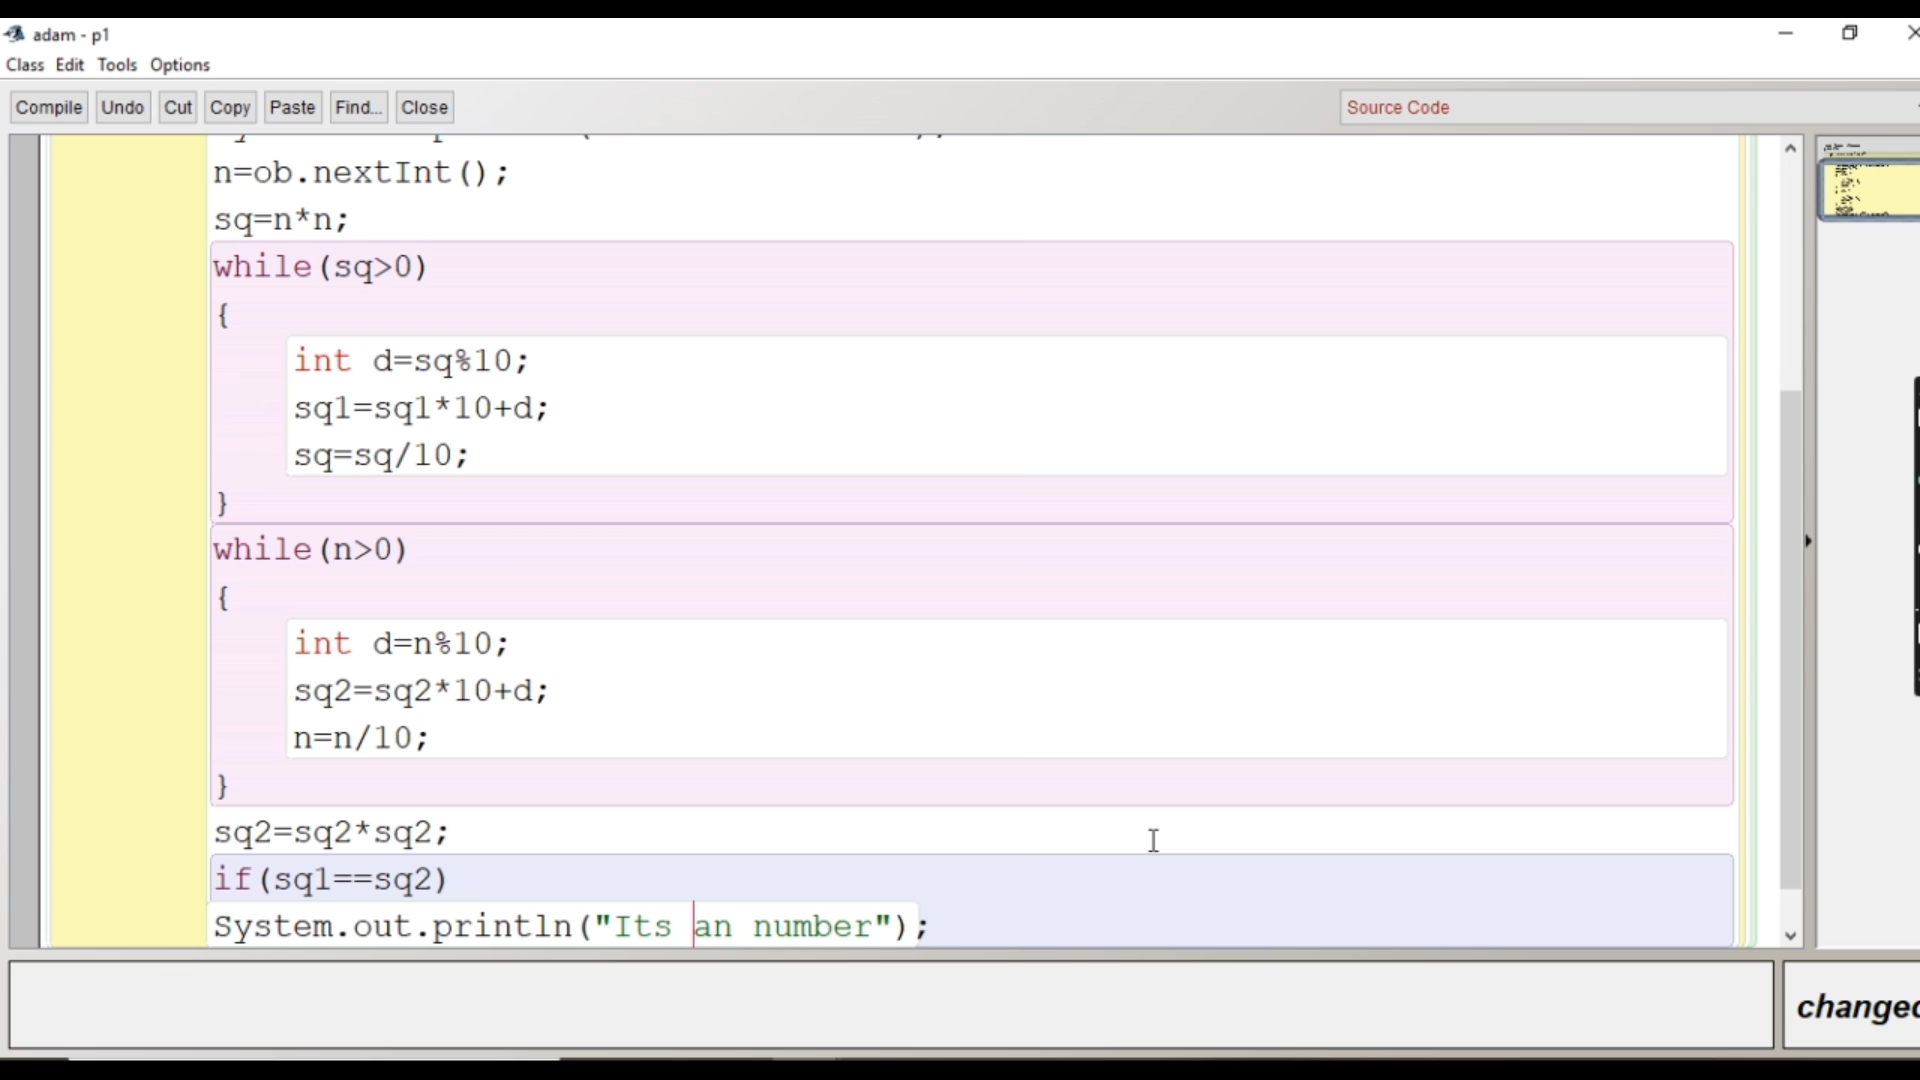 adam - p1
Class Edit Tools Options
Compile Undo Cut Copy Paste Find... Close Source Code
n=ob.nextInt();
sq=n*n;
while(sq>0)
{
int d=sq%10;
sq1=sq1*10+d;
sq=sq/10;
}
while(n>0)
{
int d=n%10;
sq2=sq2*10+d;
n=n/10;
}
sq2=sq2*sq2;
if(sq1==sq2)
System.out.println("Its an number");
changed